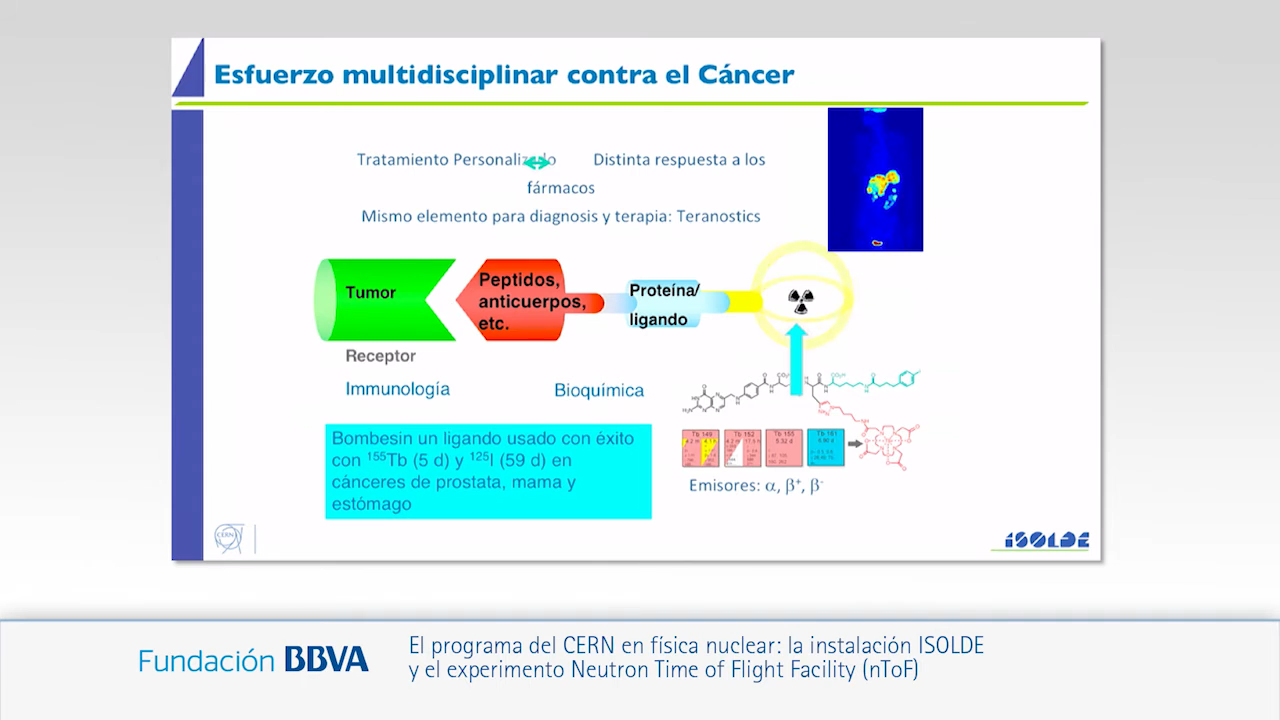 Esfuerzo multidisciplinar contra el Cáncer
Tratamiento Personalizado Distinta respuesta a los
fármacos
Mismo elemento para diagnosis y terapia: Teranostics
Tumor
Peptidos,
anticuerpos,
etc.
Proteína/
ligando
Receptor
Immunología
Bioquímica
Bombesin un ligando usado con éxito
con ¹⁵⁵Tb (5 d) y ¹²⁵I (59 d) en
cánceres de prostata, mama y
estómago
Tb 149
Tb 152
Tb 155
5.32 d
Tb 161
Emisores: α, β⁺, β⁻
CERN
ISOLDE
Fundación BBVA
El programa del CERN en física nuclear: la instalación ISOLDE
y el experimento Neutron Time of Flight Facility (nToF)